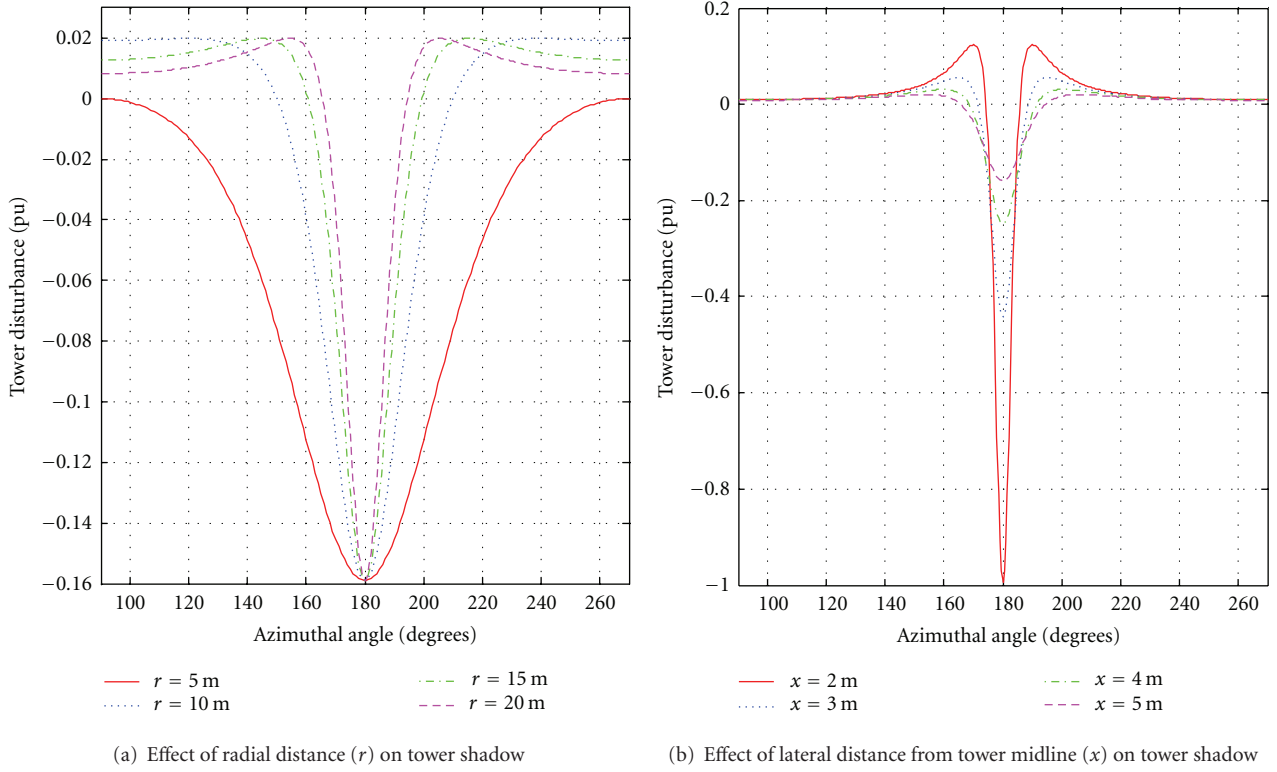 0.02
0
−0.02
−0.04
−0.06
−0.08
−0.1
−0.12
−0.14
−0.16
Tower disturbance (pu)
100 120 140 160 180 200 220 240 260
Azimuthal angle (degrees)
r = 5 m
r = 10 m
r = 15 m
r = 20 m
(a) Effect of radial distance (r) on tower shadow
0.2
0
−0.2
−0.4
−0.6
−0.8
−1
Tower disturbance (pu)
100 120 140 160 180 200 220 240 260
Azimuthal angle (degrees)
x = 2 m
x = 3 m
x = 4 m
x = 5 m
(b) Effect of lateral distance from tower midline (x) on tower shadow